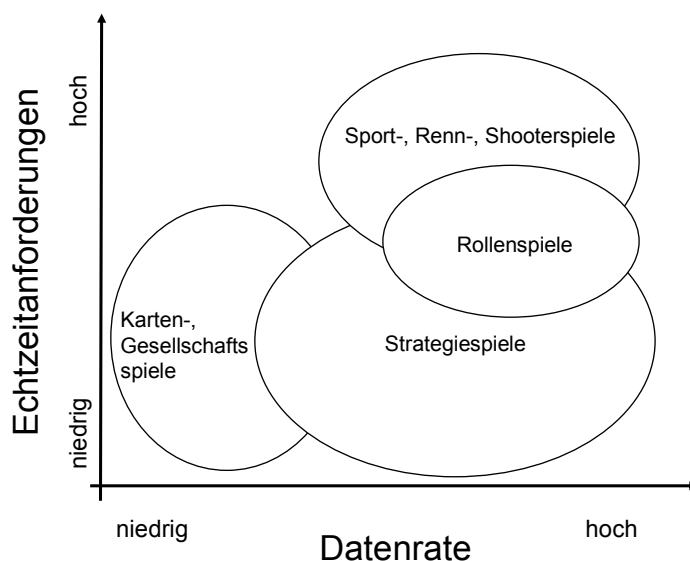 Echtzeitanforderungen
hoch
niedrig
Sport-, Renn-, Shooterspiele
Rollenspiele
Karten-,
Gesellschafts
spiele
Strategiespiele
niedrig
hoch
Datenrate